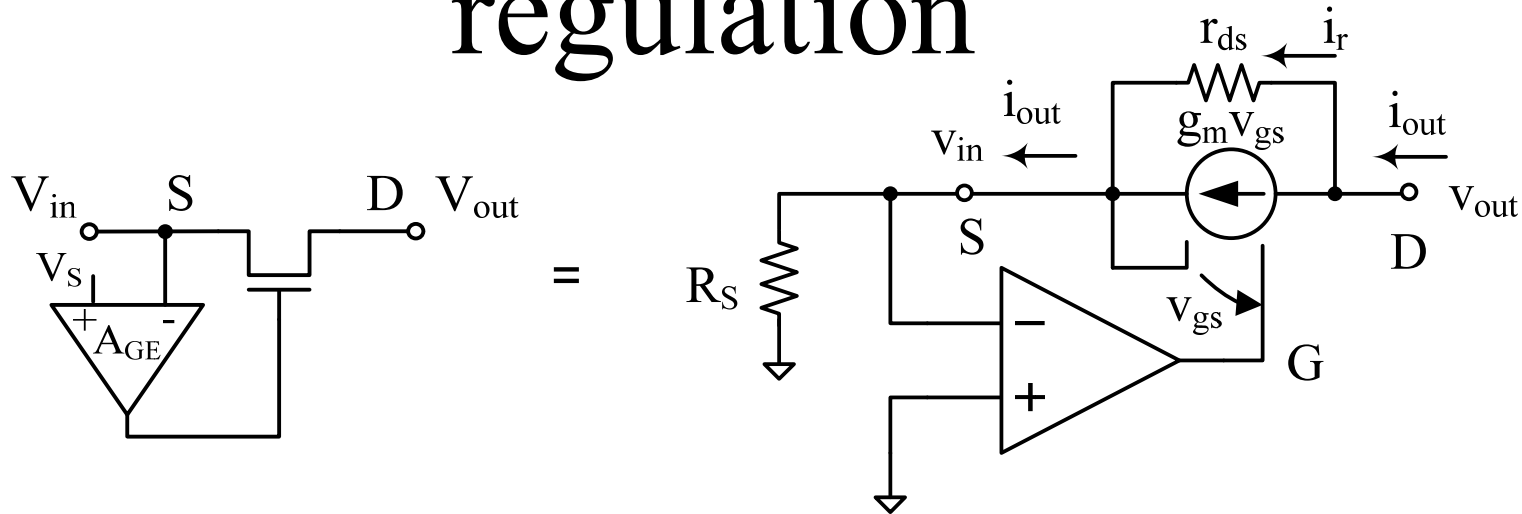 regulation
V_in S D V_out
V_S
+ -
A_GE
=
r_ds i_r
i_out
g_m v_gs
i_out
v_in
v_out
S
D
R_S
v_gs
−
G
+